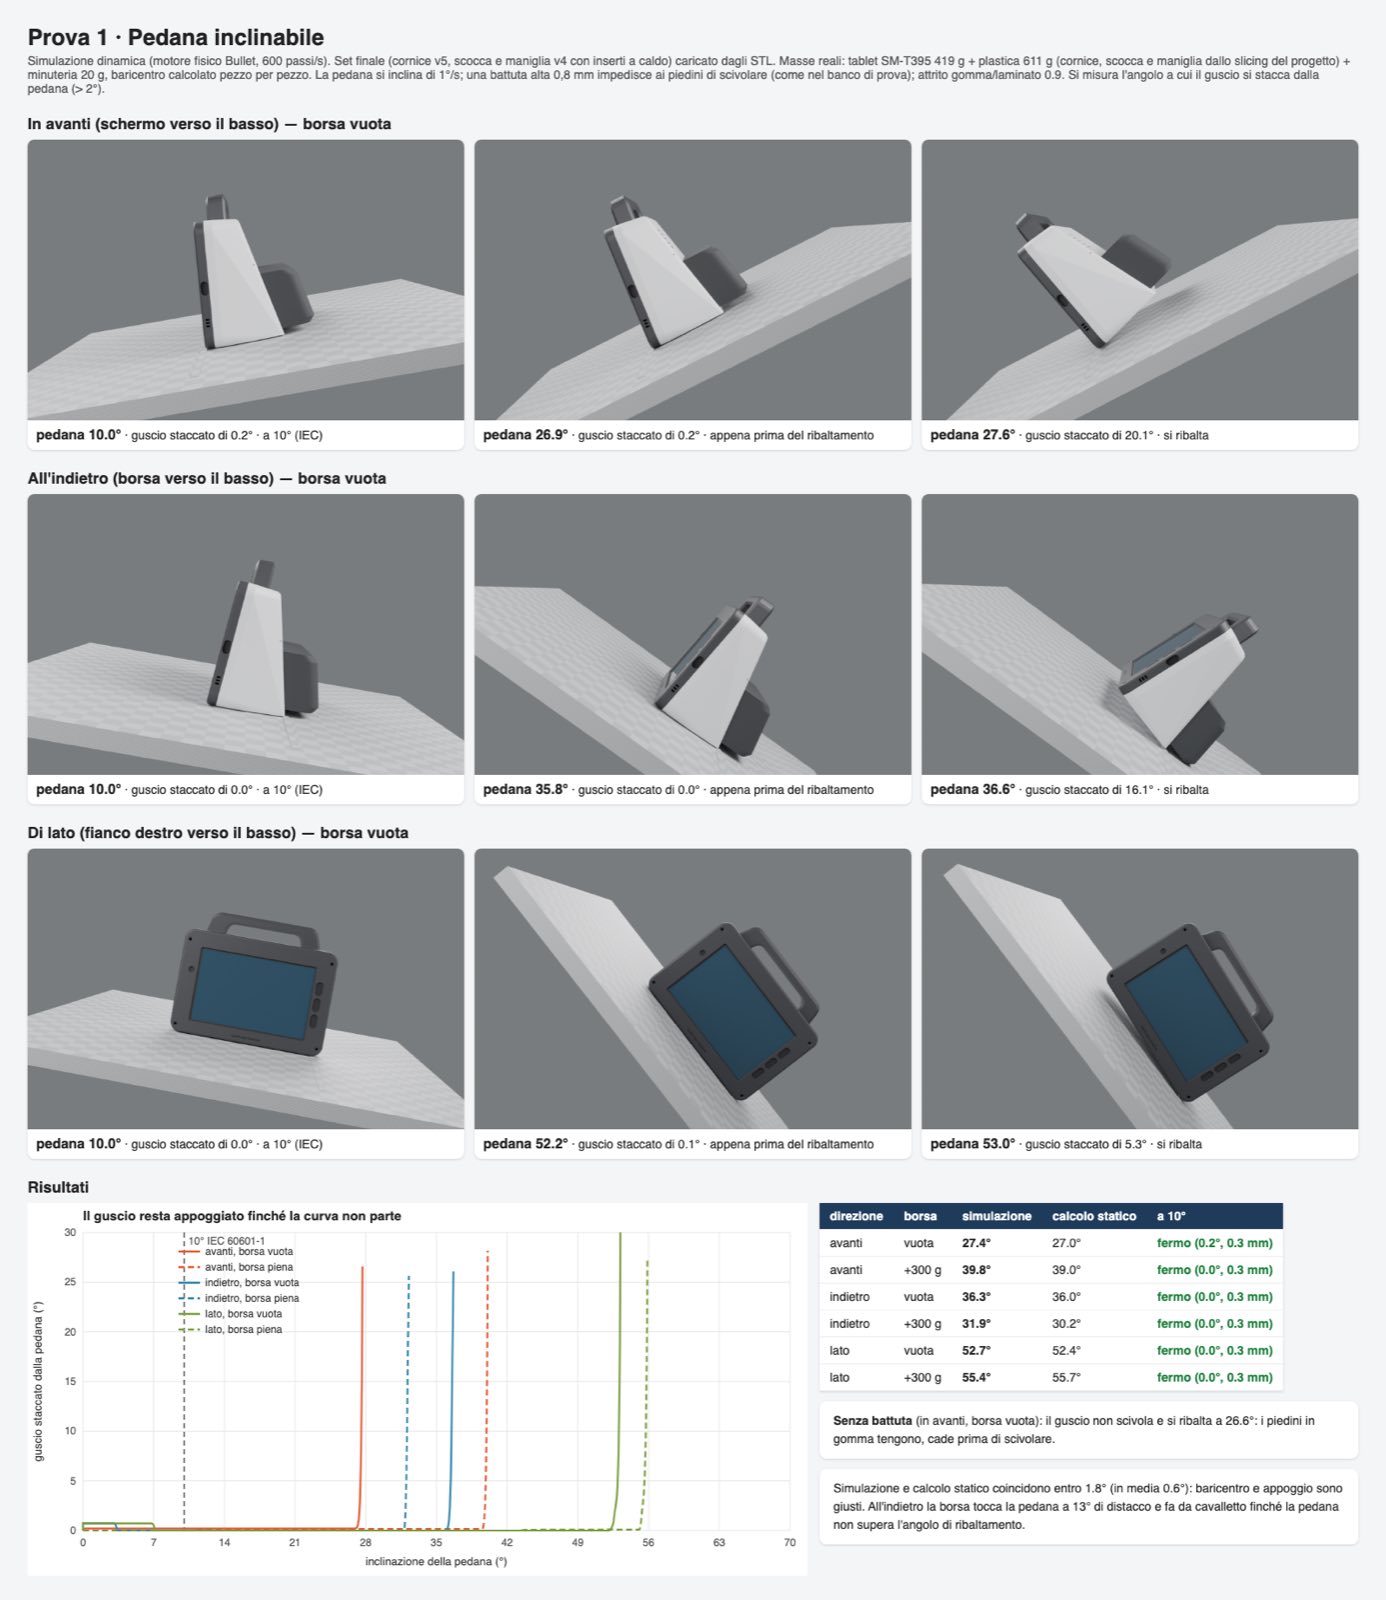 Prova 1 · Pedana inclinabile
Simulazione dinamica (motore fisico Bullet, 600 passi/s). Set finale (cornice v5, scocca e maniglia v4 con inserti a caldo) caricato dagli STL. Masse reali: tablet SM-T395 419 g + plastica 611 g (cornice, scocca e maniglia dallo slicing del progetto) +
minuteria 20 g, baricentro calcolato pezzo per pezzo. La pedana si inclina di 1°/s; una battuta alta 0,8 mm impedisce ai piedini di scivolare (come nel banco di prova); attrito gomma/laminato 0.9. Si misura l'angolo a cui il guscio si stacca dalla
pedana (> 2°).
In avanti (schermo verso il basso) — borsa vuota
pedana 10.0° · guscio staccato di 0.2° · a 10° (IEC)
pedana 26.9° · guscio staccato di 0.2° · appena prima del ribaltamento
pedana 27.6° · guscio staccato di 20.1° · si ribalta
All'indietro (borsa verso il basso) — borsa vuota
pedana 10.0° · guscio staccato di 0.0° · a 10° (IEC)
pedana 35.8° · guscio staccato di 0.0° · appena prima del ribaltamento
pedana 36.6° · guscio staccato di 16.1° · si ribalta
Di lato (fianco destro verso il basso) — borsa vuota
pedana 10.0° · guscio staccato di 0.0° · a 10° (IEC)
pedana 52.2° · guscio staccato di 0.1° · appena prima del ribaltamento
pedana 53.0° · guscio staccato di 5.3° · si ribalta
Risultati
Il guscio resta appoggiato finché la curva non parte
10° IEC 60601-1
avanti, borsa vuota
avanti, borsa piena
indietro, borsa vuota
indietro, borsa piena
lato, borsa vuota
lato, borsa piena
guscio staccato dalla pedana (°)
30
25
20
15
10
5
0
0 7 14 21 28 35 42 49 56 63 70
inclinazione della pedana (°)
direzione borsa simulazione calcolo statico a 10°
avanti vuota 27.4° 27.0° fermo (0.2°, 0.3 mm)
avanti +300 g 39.8° 39.0° fermo (0.0°, 0.3 mm)
indietro vuota 36.3° 36.0° fermo (0.0°, 0.3 mm)
indietro +300 g 31.9° 30.2° fermo (0.0°, 0.3 mm)
lato vuota 52.7° 52.4° fermo (0.0°, 0.3 mm)
lato +300 g 55.4° 55.7° fermo (0.0°, 0.3 mm)
Senza battuta (in avanti, borsa vuota): il guscio non scivola e si ribalta a 26.6°: i piedini in
gomma tengono, cade prima di scivolare.
Simulazione e calcolo statico coincidono entro 1.8° (in media 0.6°): baricentro e appoggio sono
giusti. All'indietro la borsa tocca la pedana a 13° di distacco e fa da cavalletto finché la pedana
non supera l'angolo di ribaltamento.